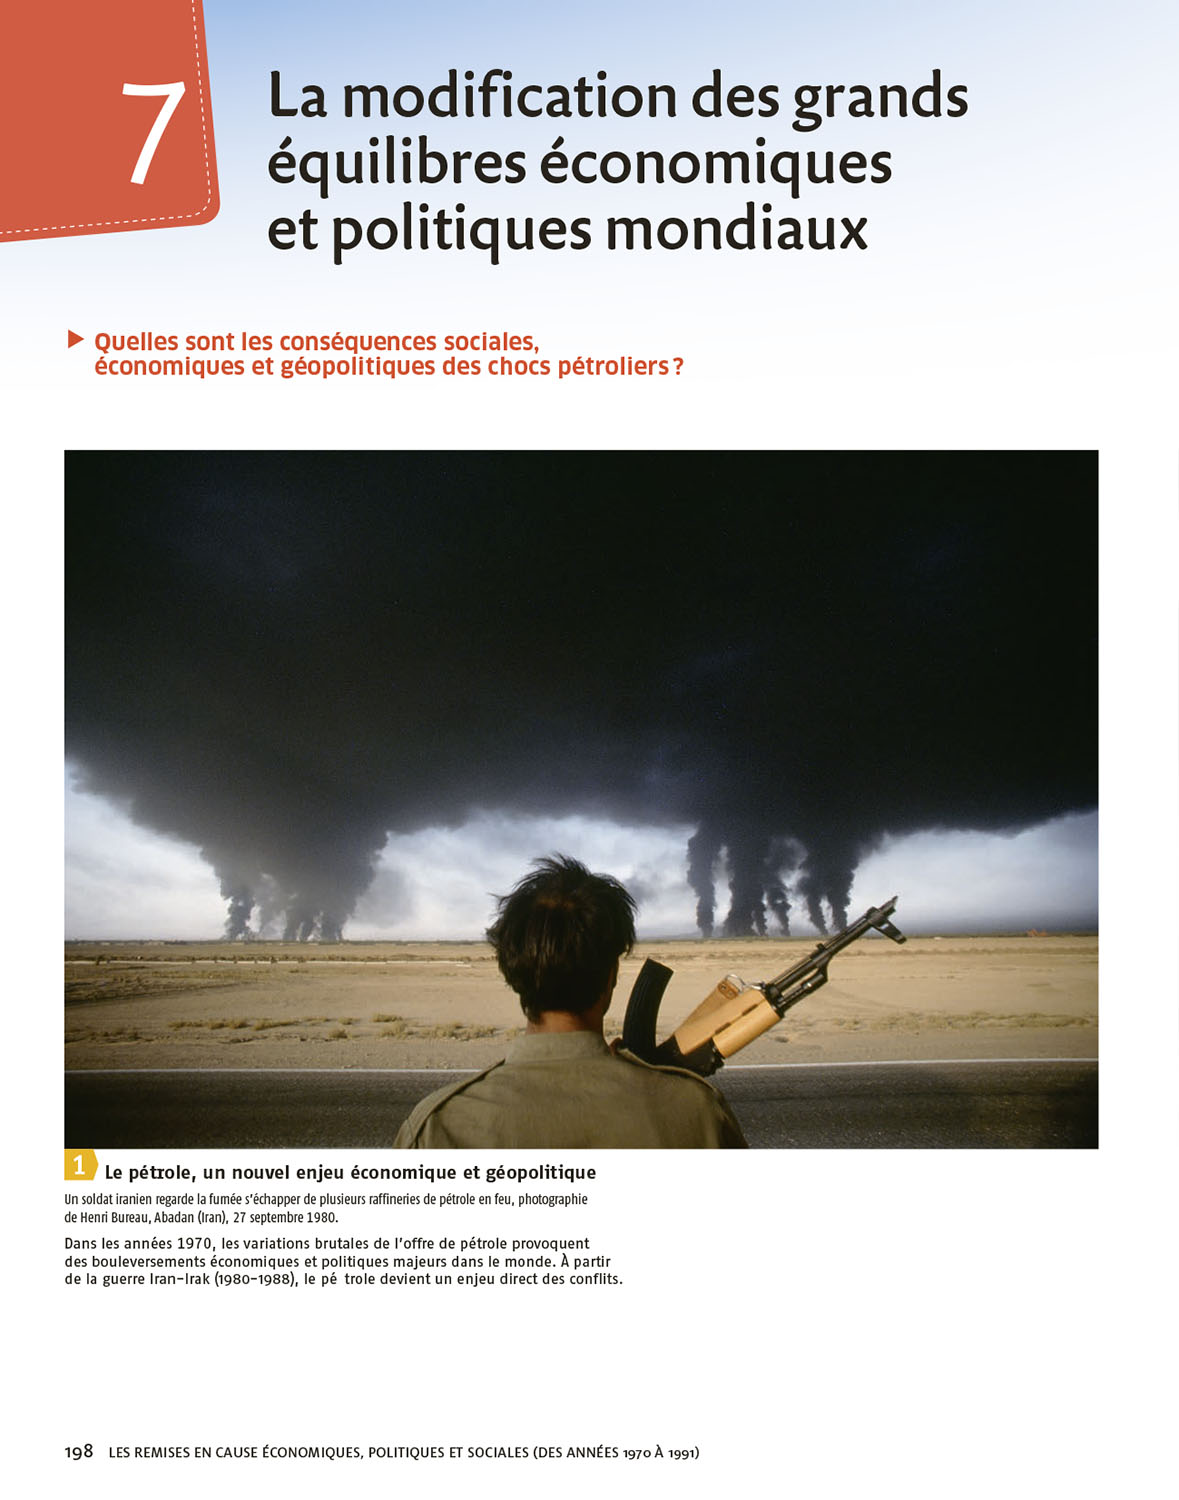 7
La modification des grands
équilibres économiques
et politiques mondiaux
▶ Quelles sont les conséquences sociales,
économiques et géopolitiques des chocs pétroliers ?
1 Le pétrole, un nouvel enjeu économique et géopolitique
Un soldat iranien regarde la fumée s'échapper de plusieurs raffineries de pétrole en feu, photographie
de Henri Bureau, Abadan (Iran), 27 septembre 1980.
Dans les années 1970, les variations brutales de l'offre de pétrole provoquent
des bouleversements économiques et politiques majeurs dans le monde. À partir
de la guerre Iran-Irak (1980-1988), le pé trole devient un enjeu direct des conflits.
198 LES REMISES EN CAUSE ÉCONOMIQUES, POLITIQUES ET SOCIALES (DES ANNÉES 1970 À 1991)